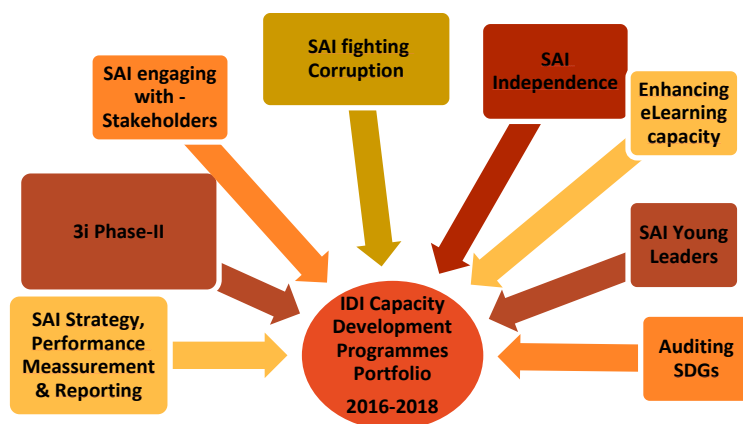 SAI fighting
Corruption
SAI
Independence
SAI engaging
with -
Stakeholders
Enhancing
eLearning
capacity
3i Phase-II
SAI Young
Leaders
SAI Strategy,
Performance
Meassurement
& Reporting
IDI Capacity
Development
Programmes
Portfolio
2016-2018
Auditing
SDGs